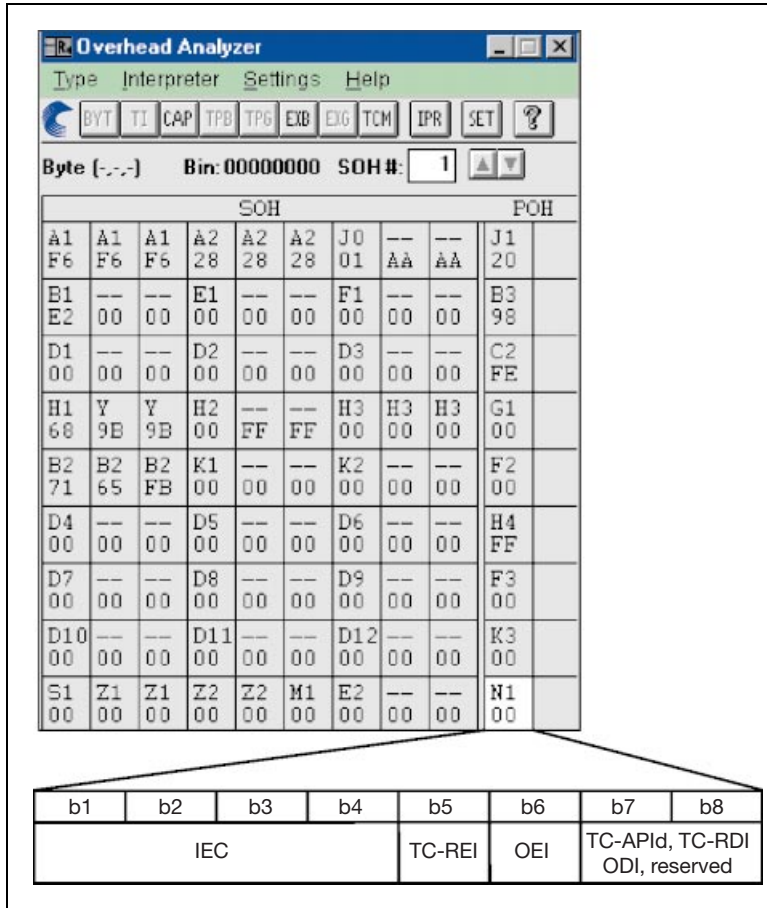 Overhead Analyzer
Type Interpreter Settings Help
BYT TI CAP TPB TPG EXB EXG TCM IPR SET ?
Byte (-,-,-) Bin: 00000000 SOH #: 1
SOH POH
A1 A1 A1 A2 A2 A2 J0 -- -- J1
F6 F6 F6 28 28 28 01 AA AA 20
B1 -- -- E1 -- -- F1 -- -- B3
E2 00 00 00 00 00 00 00 00 98
D1 -- -- D2 -- -- D3 -- -- C2
00 00 00 00 00 00 00 00 00 FE
H1 Y Y H2 -- -- H3 H3 H3 G1
68 9B 9B 00 FF FF 00 00 00 00
B2 B2 B2 K1 -- -- K2 -- -- F2
71 65 FB 00 00 00 00 00 00 00
D4 -- -- D5 -- -- D6 -- -- H4
00 00 00 00 00 00 00 00 00 FF
D7 -- -- D8 -- -- D9 -- -- F3
00 00 00 00 00 00 00 00 00 00
D10 -- -- D11 -- -- D12 -- -- K3
00 00 00 00 00 00 00 00 00 00
S1 Z1 Z1 Z2 Z2 M1 E2 -- -- N1
00 00 00 00 00 00 00 00 00 00
b1 b2 b3 b4 b5 b6 b7 b8
IEC TC-REI OEI TC-APId, TC-RDI
ODI, reserved